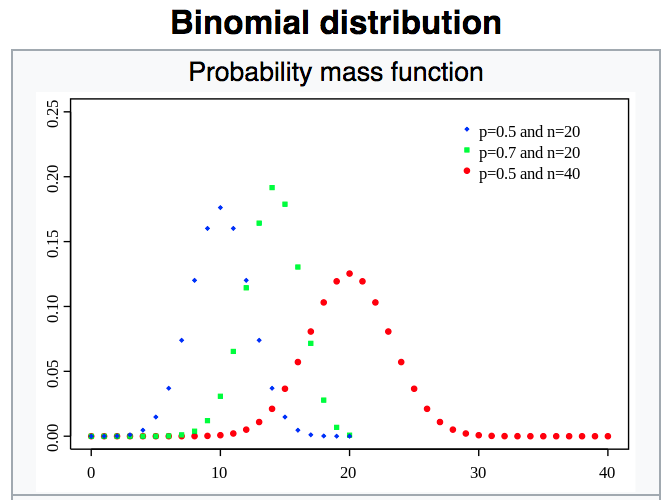 Binomial distribution
Probability mass function
0.25
0.20
0.15
0.10
0.05
0.00
p=0.5 and n=20
p=0.7 and n=20
p=0.5 and n=40
0 10 20 30 40